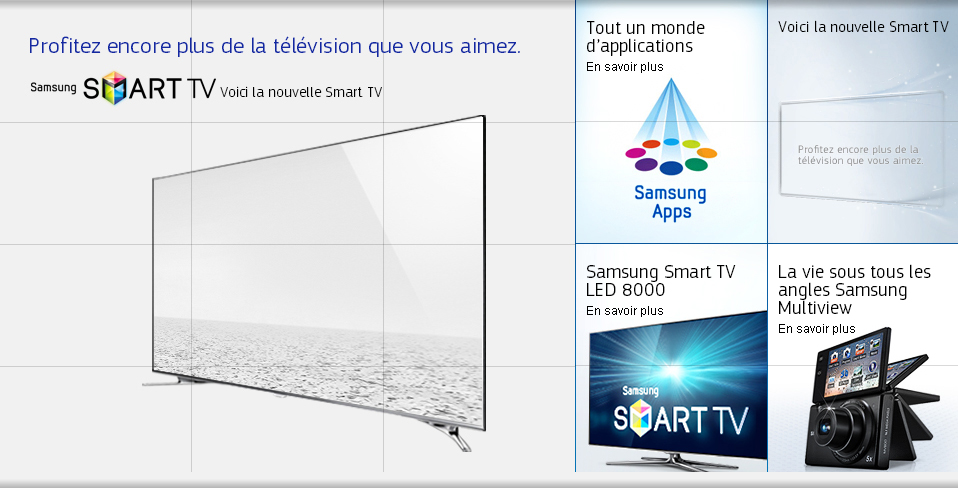 Profitez encore plus de la télévision que vous aimez.
Samsung SMART TV Voici la nouvelle Smart TV
Tout un monde
d'applications
En savoir plus
Samsung
Apps
Voici la nouvelle Smart TV
Profitez encore plus de la
télévision que vous aimez.
Samsung Smart TV
LED 8000
En savoir plus
Samsung
SMART TV
La vie sous tous les
angles Samsung
Multiview
En savoir plus
5x